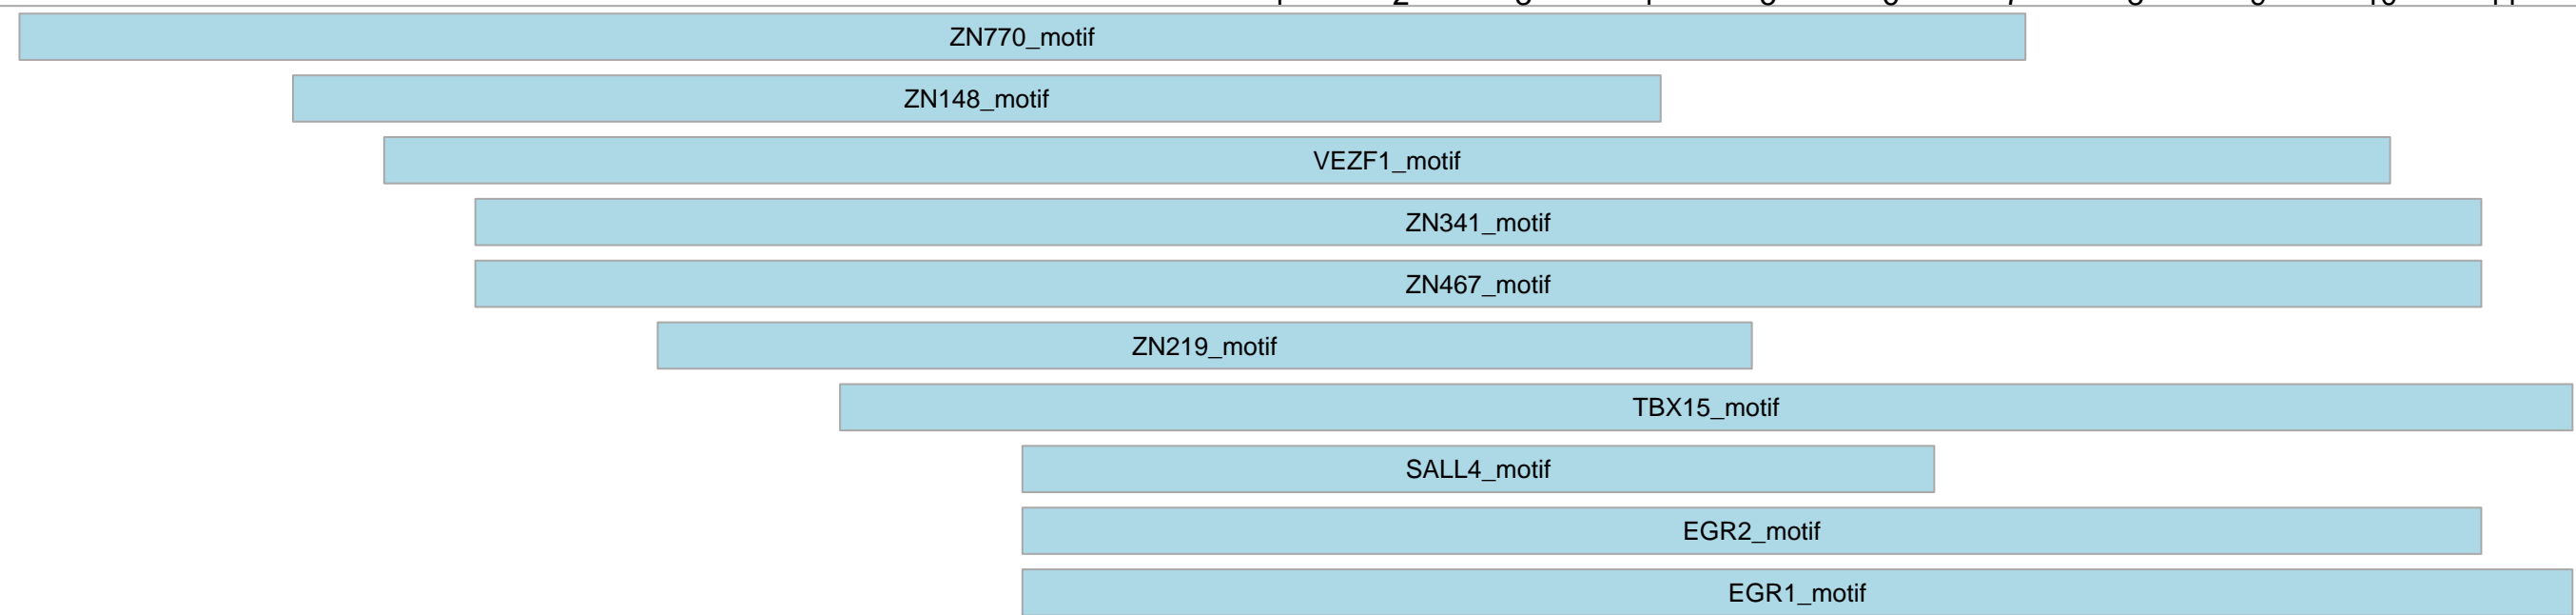 ZN770_motif
ZN148_motif
VEZF1_motif
ZN341_motif
ZN467_motif
ZN219_motif
TBX15_motif
SALL4_motif
EGR2_motif
EGR1_motif